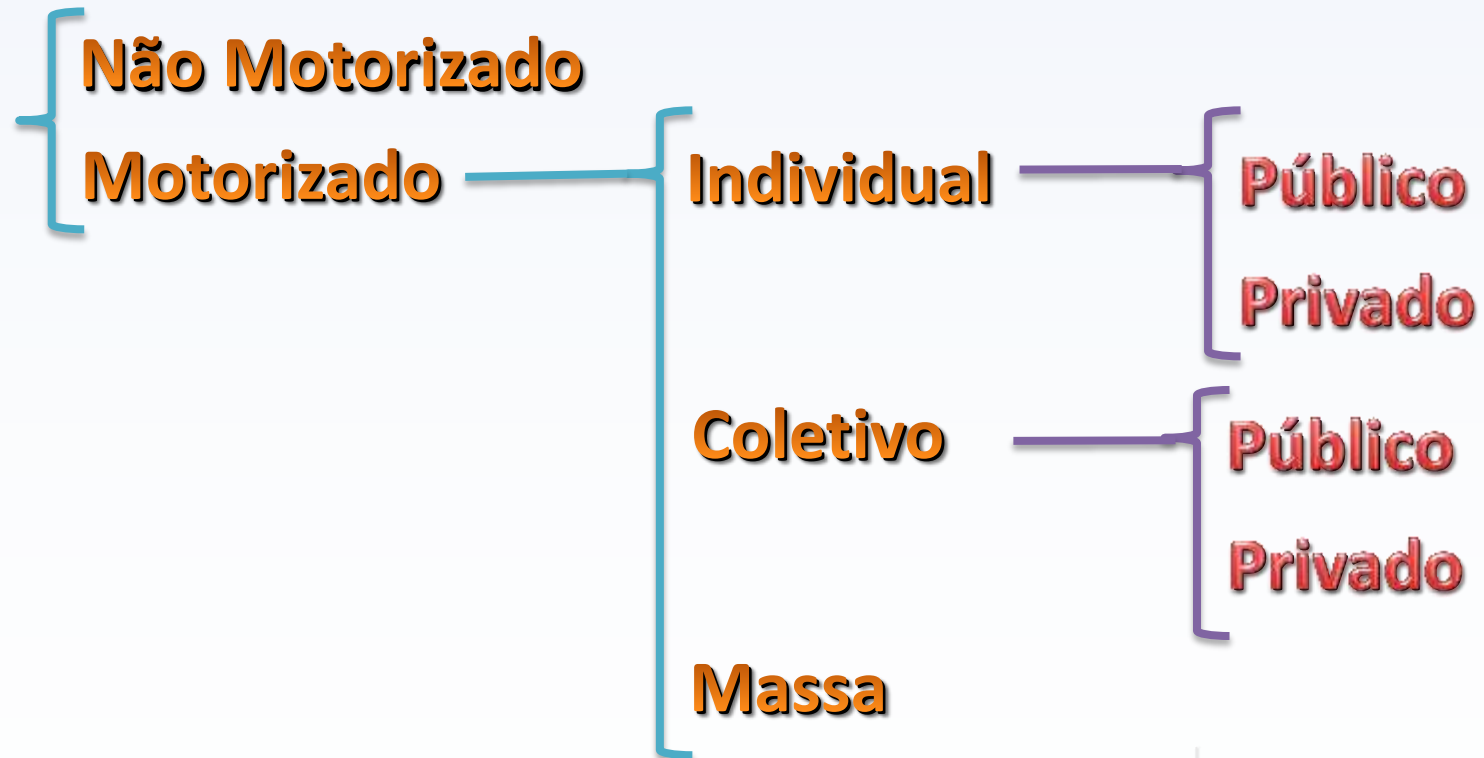 Não Motorizado
Motorizado
Individual
Público
Privado
Coletivo
Público
Privado
Massa